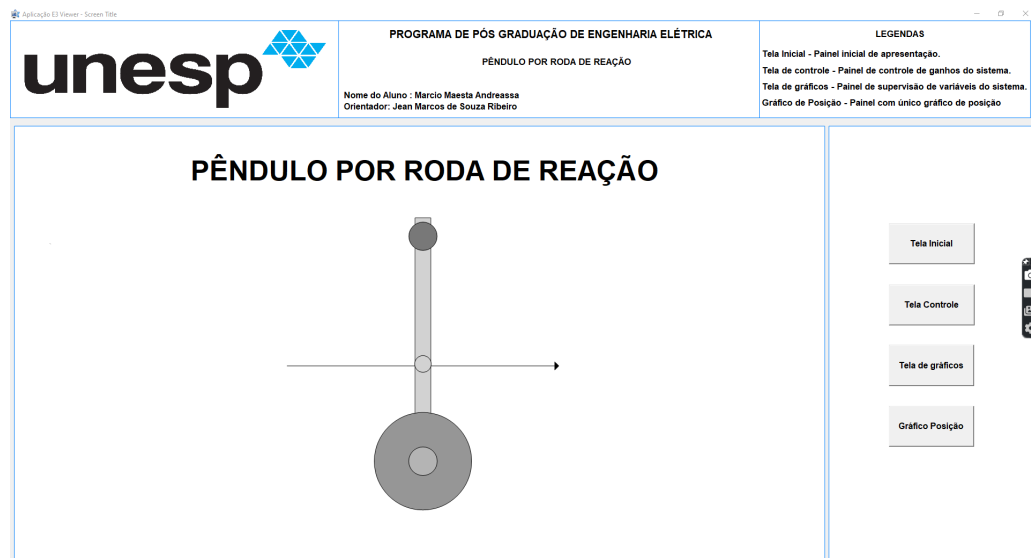 Aplicação E3 Viewer - Screen Title
unesp
PROGRAMA DE PÓS GRADUAÇÃO DE ENGENHARIA ELÉTRICA
PÊNDULO POR RODA DE REAÇÃO
Nome do Aluno : Marcio Maesta Andreassa
Orientador: Jean Marcos de Souza Ribeiro
LEGENDAS
Tela Inicial - Painel inicial de apresentação.
Tela de controle - Painel de controle de ganhos do sistema.
Tela de gráficos - Painel de supervisão de variáveis do sistema.
Gráfico de Posição - Painel com único gráfico de posição
PÊNDULO POR RODA DE REAÇÃO
Tela Inicial
Tela Controle
Tela de gráficos
Gráfico Posição